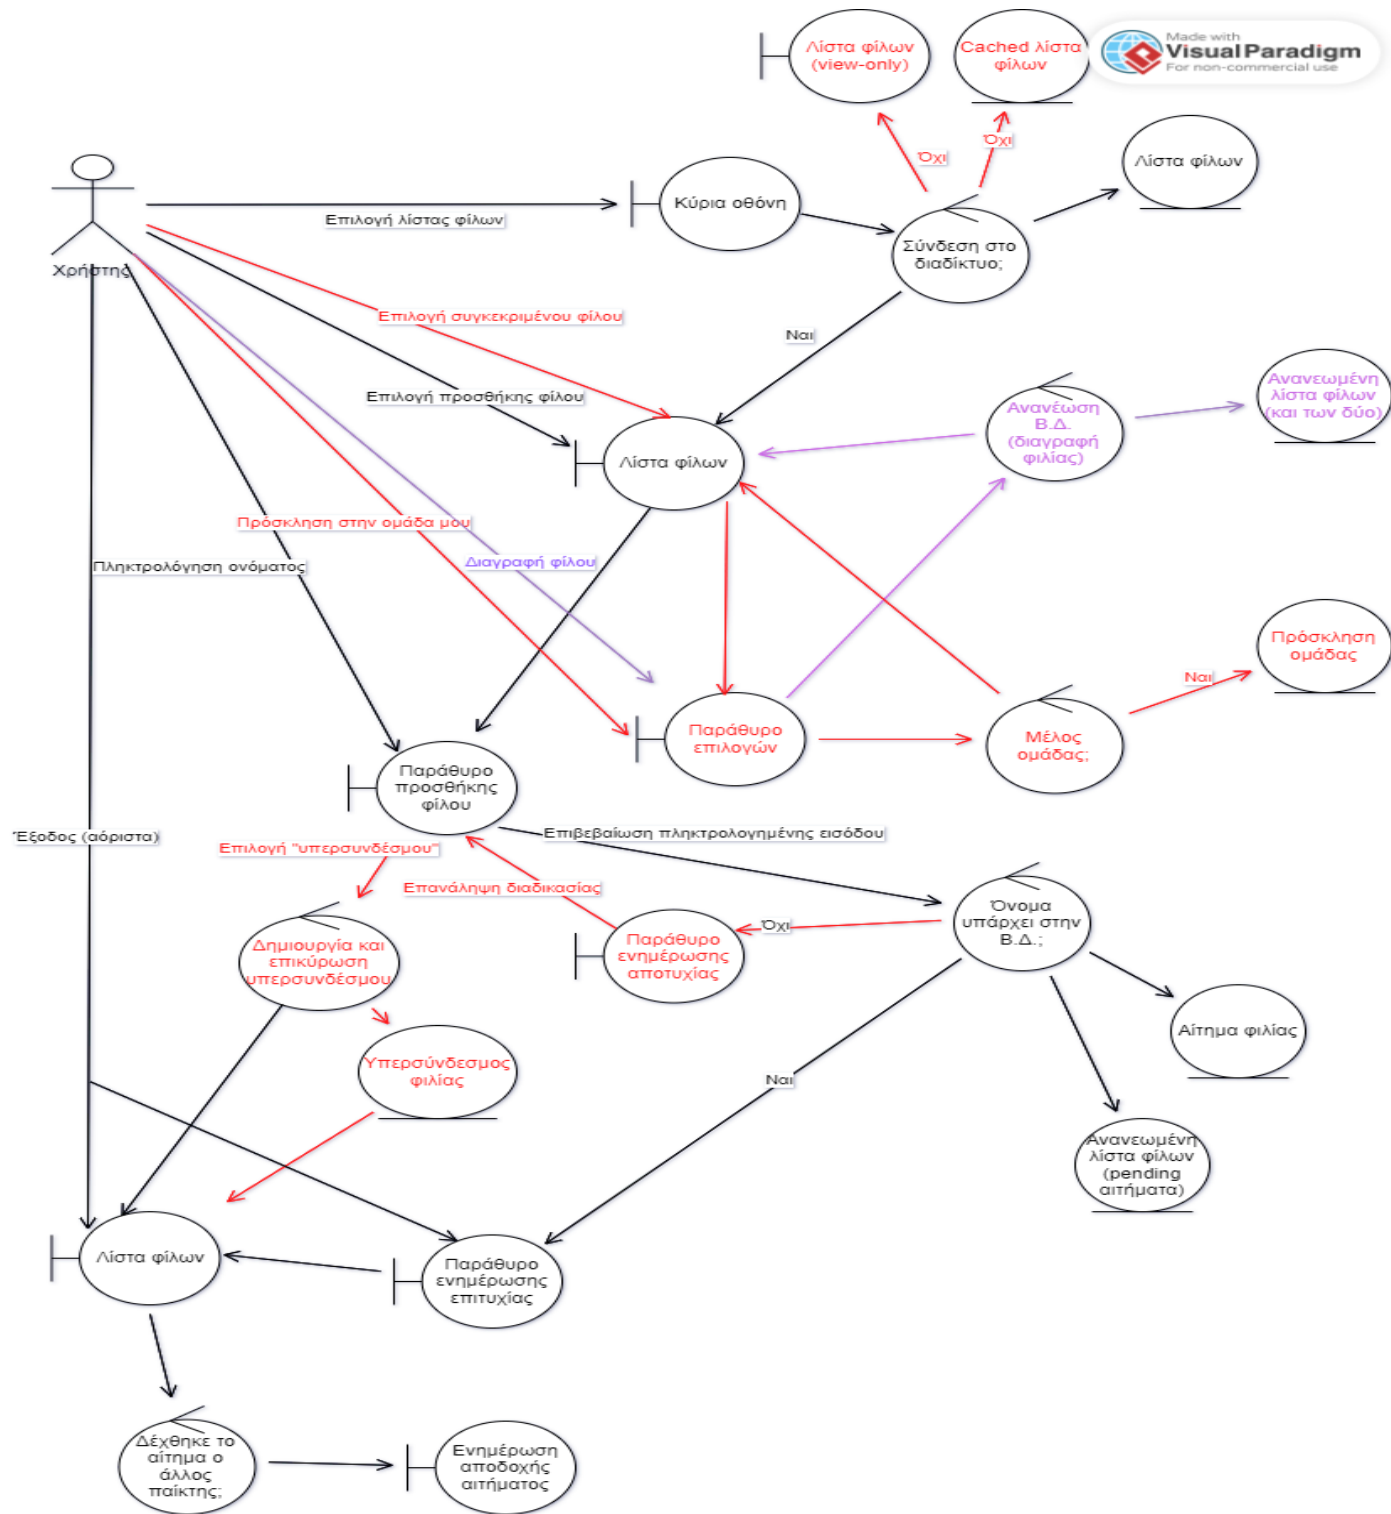 Made with
Visual Paradigm
For non-commercial use
Λίστα φίλων
(view-only)
Cached λίστα
φίλων
Όχι
Όχι
Λίστα φίλων
Κύρια οθόνη
Επιλογή λίστας φίλων
Σύνδεση στο
διαδίκτυο;
Χρήστης
Επιλογή συγκεκριμένου φίλου
Ναι
Επιλογή προσθήκης φίλου
Ανανέωση
Β.Δ.
(διαγραφή
φιλίας)
Ανανεωμένη
λίστα φίλων
(και των δύο)
Λίστα φίλων
Πρόσκληση στην ομάδα μου
Διαγραφή φίλου
Πληκτρολόγηση ονόματος
Πρόσκληση
ομάδας
Ναι
Παράθυρο
επιλογών
Μέλος
ομάδας;
Παράθυρο
προσθήκης
φίλου
Έξοδος (αόριστα)
Επιβεβαίωση πληκτρολογημένης εισόδου
Επιλογή "υπερσυνδέσμου"
Επανάληψη διαδικασίας
Όνομα
υπάρχει στην
Β.Δ.;
Όχι
Παράθυρο
ενημέρωσης
αποτυχίας
Δημιουργία και
επικύρωση
υπερσυνδέσμου
Αίτημα φιλίας
Υπερσύνδεσμος
φιλίας
Ναι
Ανανεωμένη
λίστα φίλων
(pending
αιτήματα)
Λίστα φίλων
Παράθυρο
ενημέρωσης
επιτυχίας
Δέχθηκε το
αίτημα ο
άλλος
παίκτης;
Ενημέρωση
αποδοχής
αιτήματος